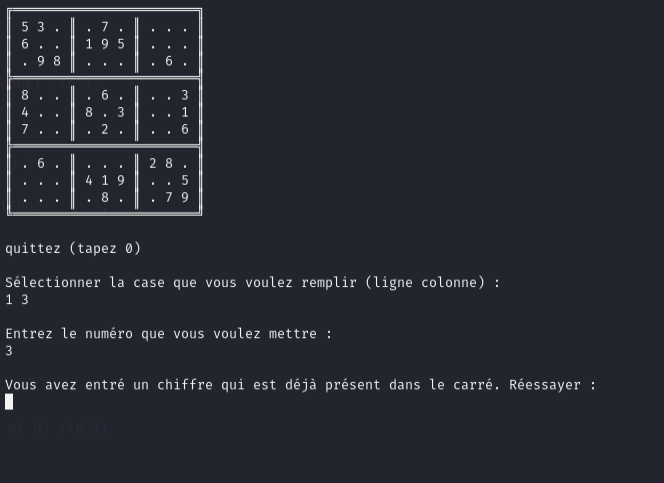 5 3 . ║ . 7 . ║ . . .
6 . . ║ 1 9 5 ║ . . .
. 9 8 ║ . . . ║ . 6 .
8 . . ║ . 6 . ║ . . 3
4 . . ║ 8 . 3 ║ . . 1
7 . . ║ . 2 . ║ . . 6
. 6 . ║ . . . ║ 2 8 .
. . . ║ 4 1 9 ║ . . 5
. . . ║ . 8 . ║ . 7 9
quittez (tapez 0)
Sélectionner la case que vous voulez remplir (ligne colonne) :
1 3
Entrez le numéro que vous voulez mettre :
3
Vous avez entré un chiffre qui est déjà présent dans le carré. Réessayer :